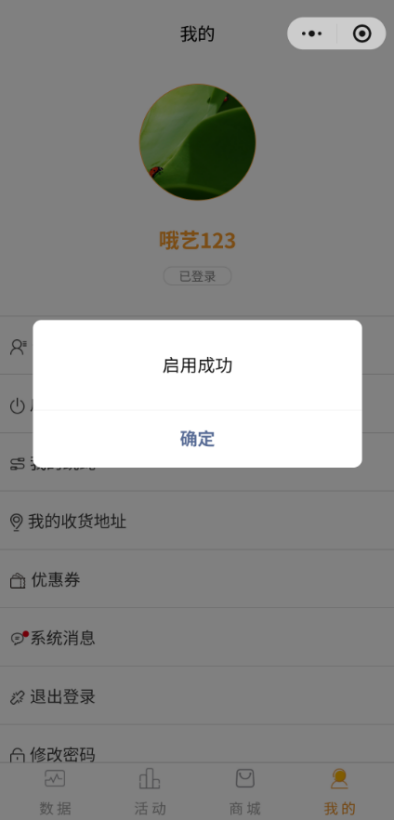 我的
哦艺123
已登录
启用成功
确定
我的收货地址
优惠券
系统消息
退出登录
修改密码
数据
活动
商城
我的